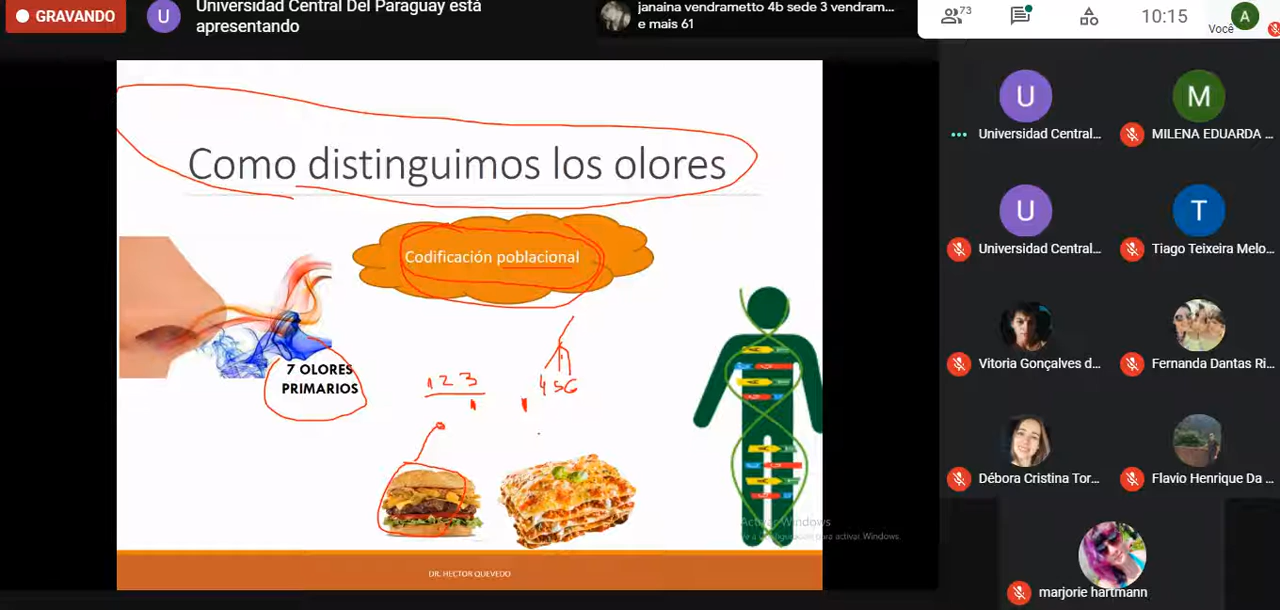 GRAVANDO
U
Universidad Central Del Paraguay está
apresentando
janaina vendrametto 4b sede 3 vendram...
e mais 61
73
10:15
Você
A
Como distinguimos los olores
Codificación poblacional
7 OLORES
PRIMARIOS
1 2 3
4 5 6
Activar Windows
DR. HECTOR QUEVEDO
U
Universidad Central...
M
MILENA EDUARDA ...
U
Universidad Central...
T
Tiago Teixeira Melo...
Vitoria Gonçalves d...
Fernanda Dantas Ri...
Débora Cristina Tor...
Flavio Henrique Da ...
marjorie hartmann